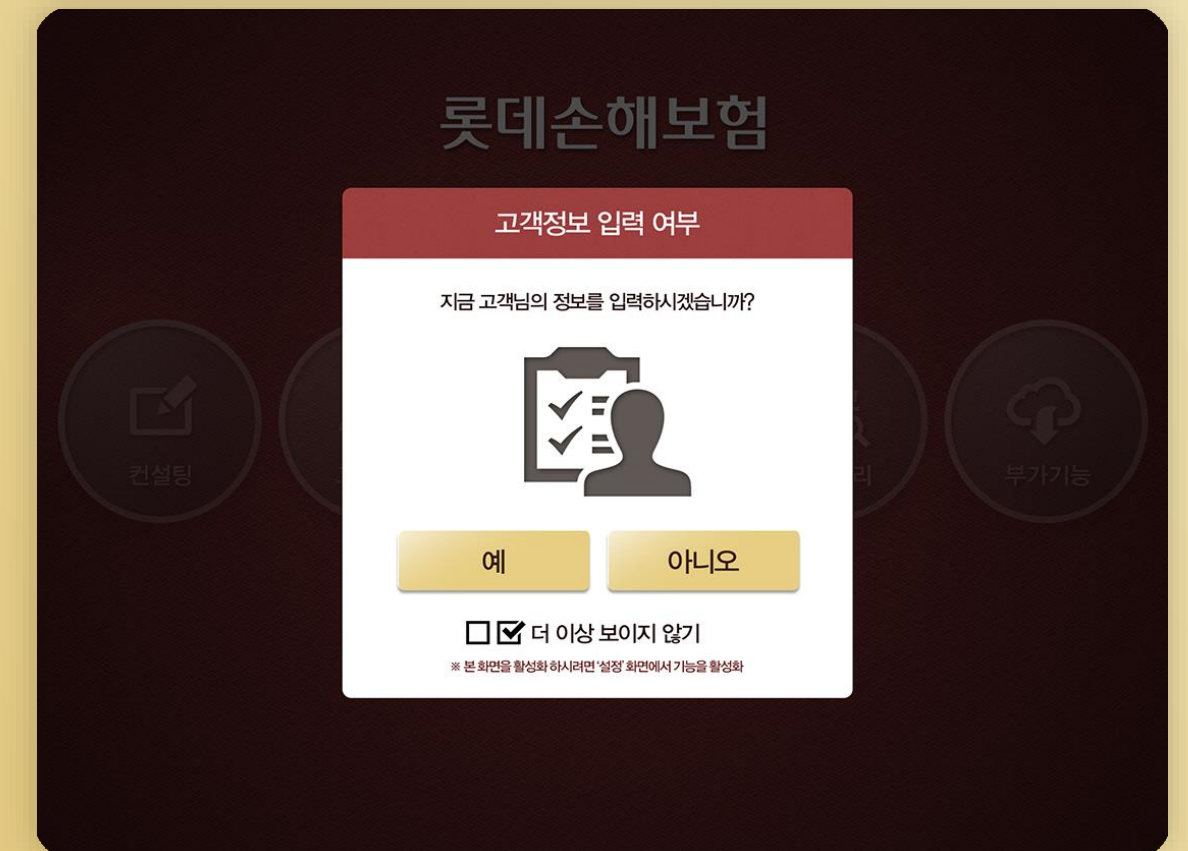 롯데손해보험
고객정보 입력 여부
지금 고객님의 정보를 입력하시겠습니까?
컨설팅
리
부가기능
예
아니오
더 이상 보이지 않기
※ 본 화면을 활성화 하시려면 '설정' 화면에서 기능을 활성화